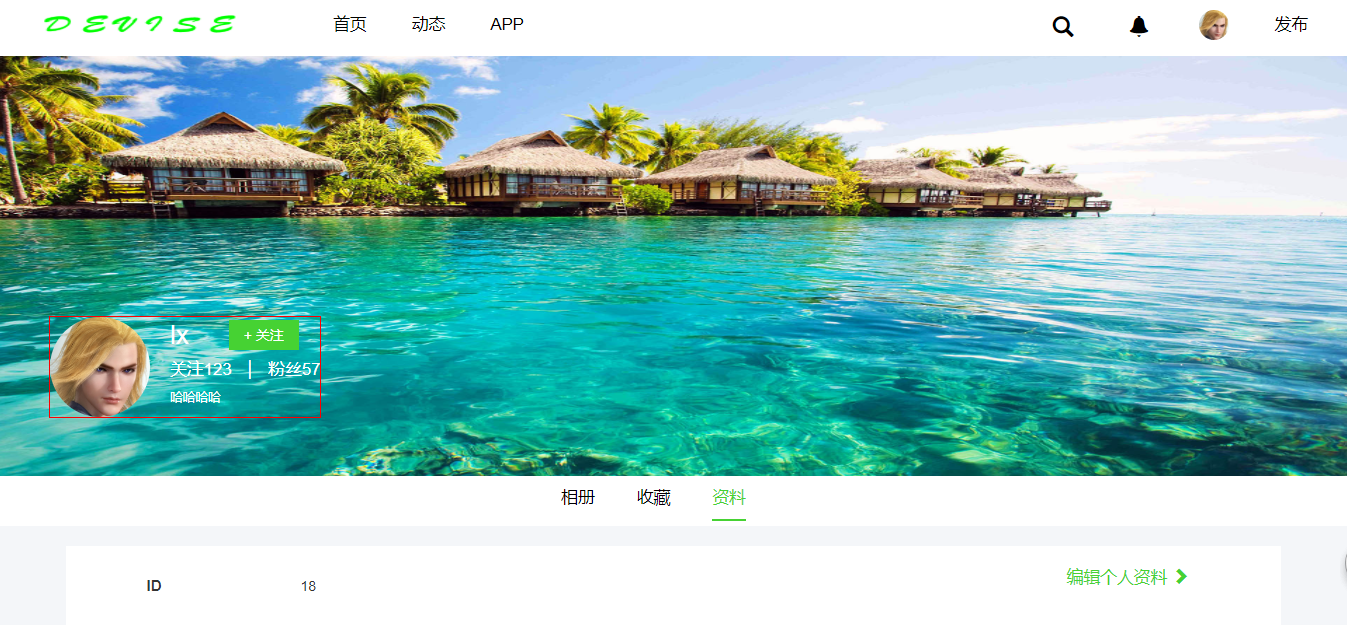 DEVISE 首页 动态 APP 发布
lx + 关注
关注123 | 粉丝57
哈哈哈哈
相册 收藏 资料
编辑个人资料
ID 18